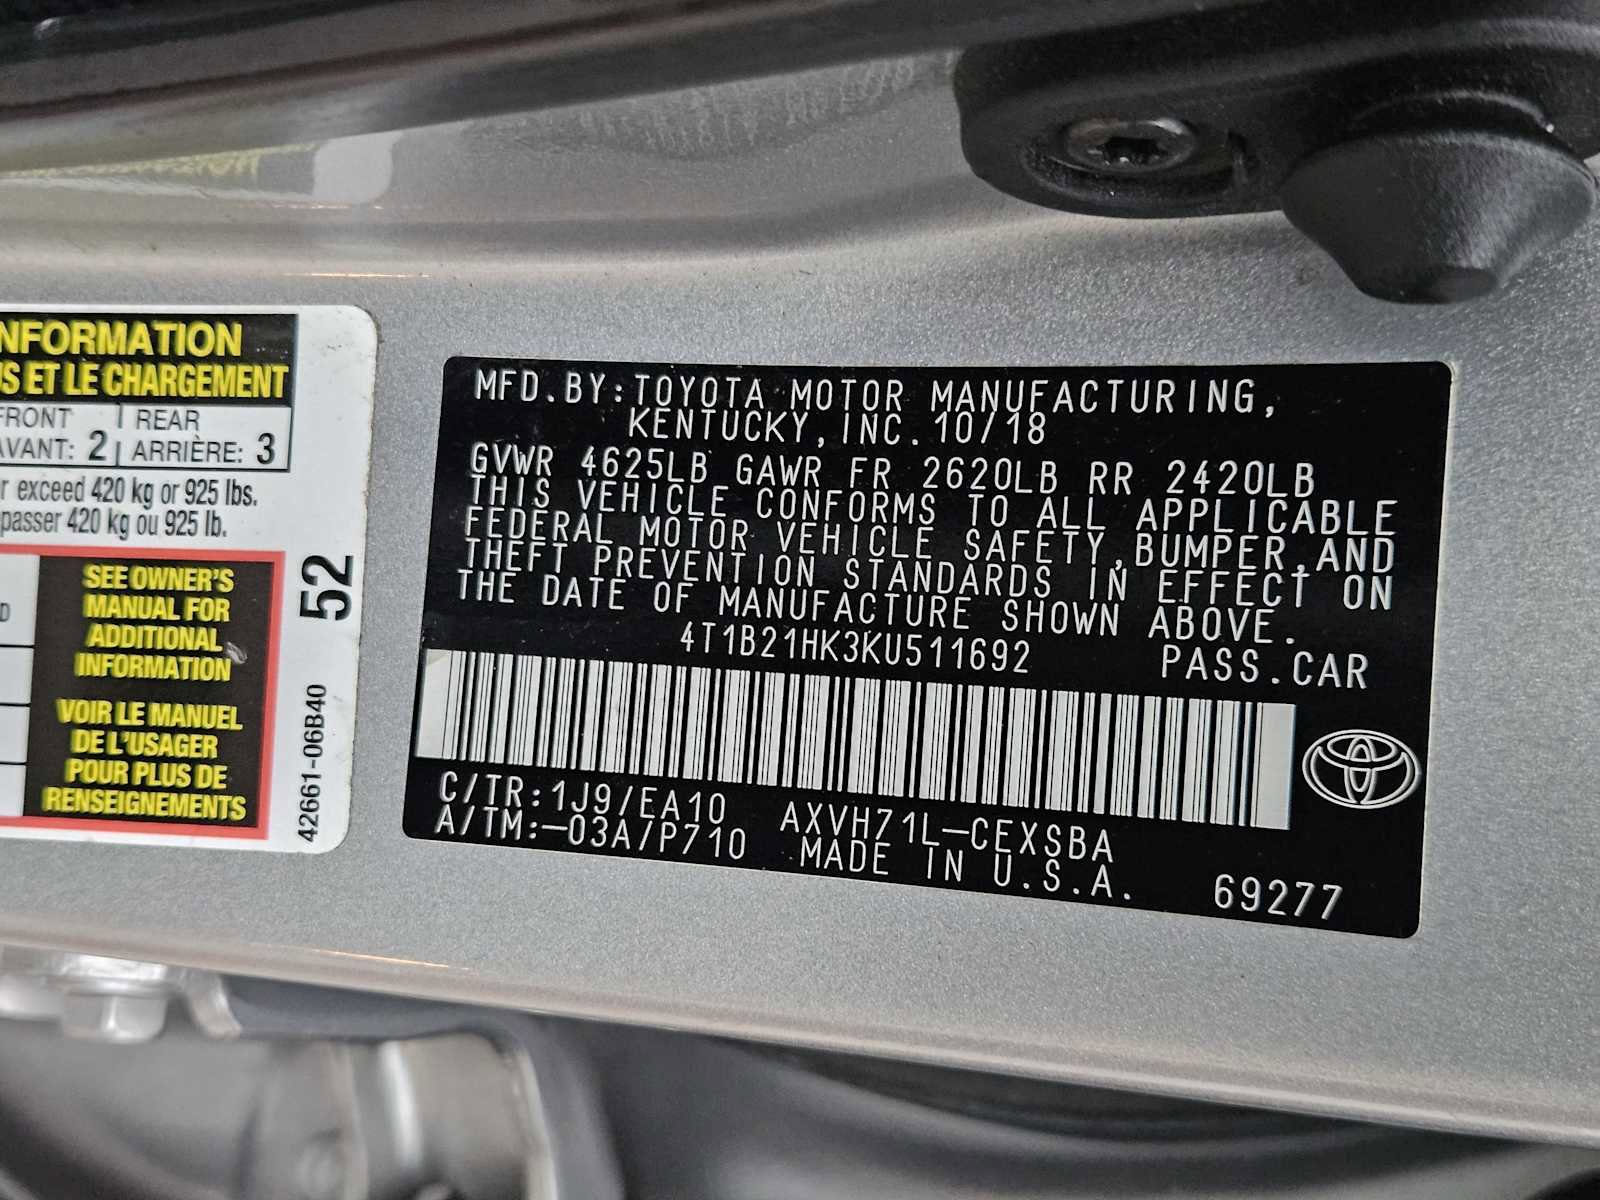 NFORMATION
US ET LE CHARGEMENT
FRONT REAR
AVANT: 2 ARRIÈRE: 3
r exceed 420 kg or 925 lbs.
passer 420 kg ou 925 lb.
SEE OWNER'S
MANUAL FOR
ADDITIONAL
INFORMATION
VOIR LE MANUEL
DE L'USAGER
POUR PLUS DE
RENSEIGNEMENTS
D
52
42661-06B40
MFD.BY:TOYOTA MOTOR MANUFACTURING,
KENTUCKY,INC.10/18
GVWR 4625LB GAWR FR 2620LB RR 2420LB
THIS VEHICLE CONFORMS TO ALL APPLICABLE
FEDERAL MOTOR VEHICLE SAFETY,BUMPER,AND
THEFT PREVENTION STANDARDS IN EFFECT ON
THE DATE OF MANUFACTURE SHOWN ABOVE.
4T1B21HK3KU511692 PASS.CAR
C/TR:1J9/EA10 AXVH71L-CEXSBA
A/TM:-03A/P710 MADE IN U.S.A.
69277